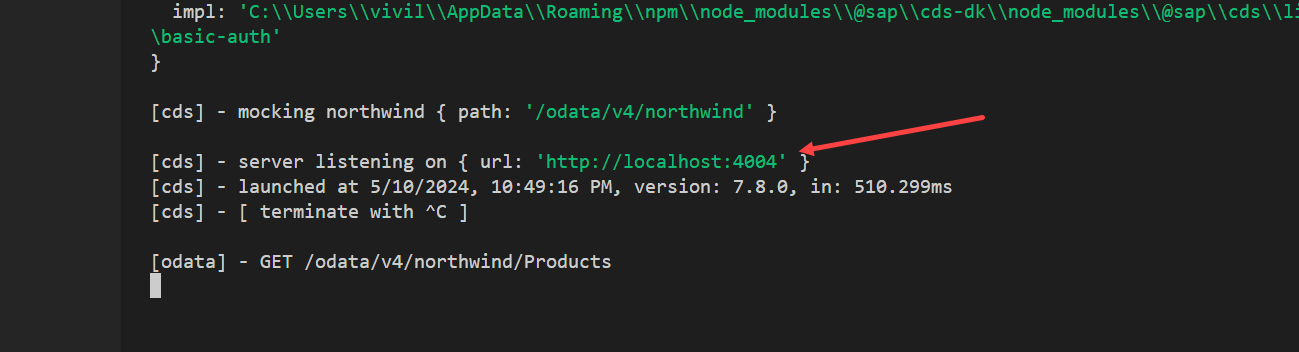 impl: 'C:\\Users\\vivil\\AppData\\Roaming\\npm\\node_modules\\@sap\\cds-dk\\node_modules\\@sap\\cds\\li
\basic-auth'
}
[cds] - mocking northwind { path: '/odata/v4/northwind' }
[cds] - server listening on { url: 'http://localhost:4004' }
[cds] - launched at 5/10/2024, 10:49:16 PM, version: 7.8.0, in: 510.299ms
[cds] - [ terminate with ^C ]
[odata] - GET /odata/v4/northwind/Products